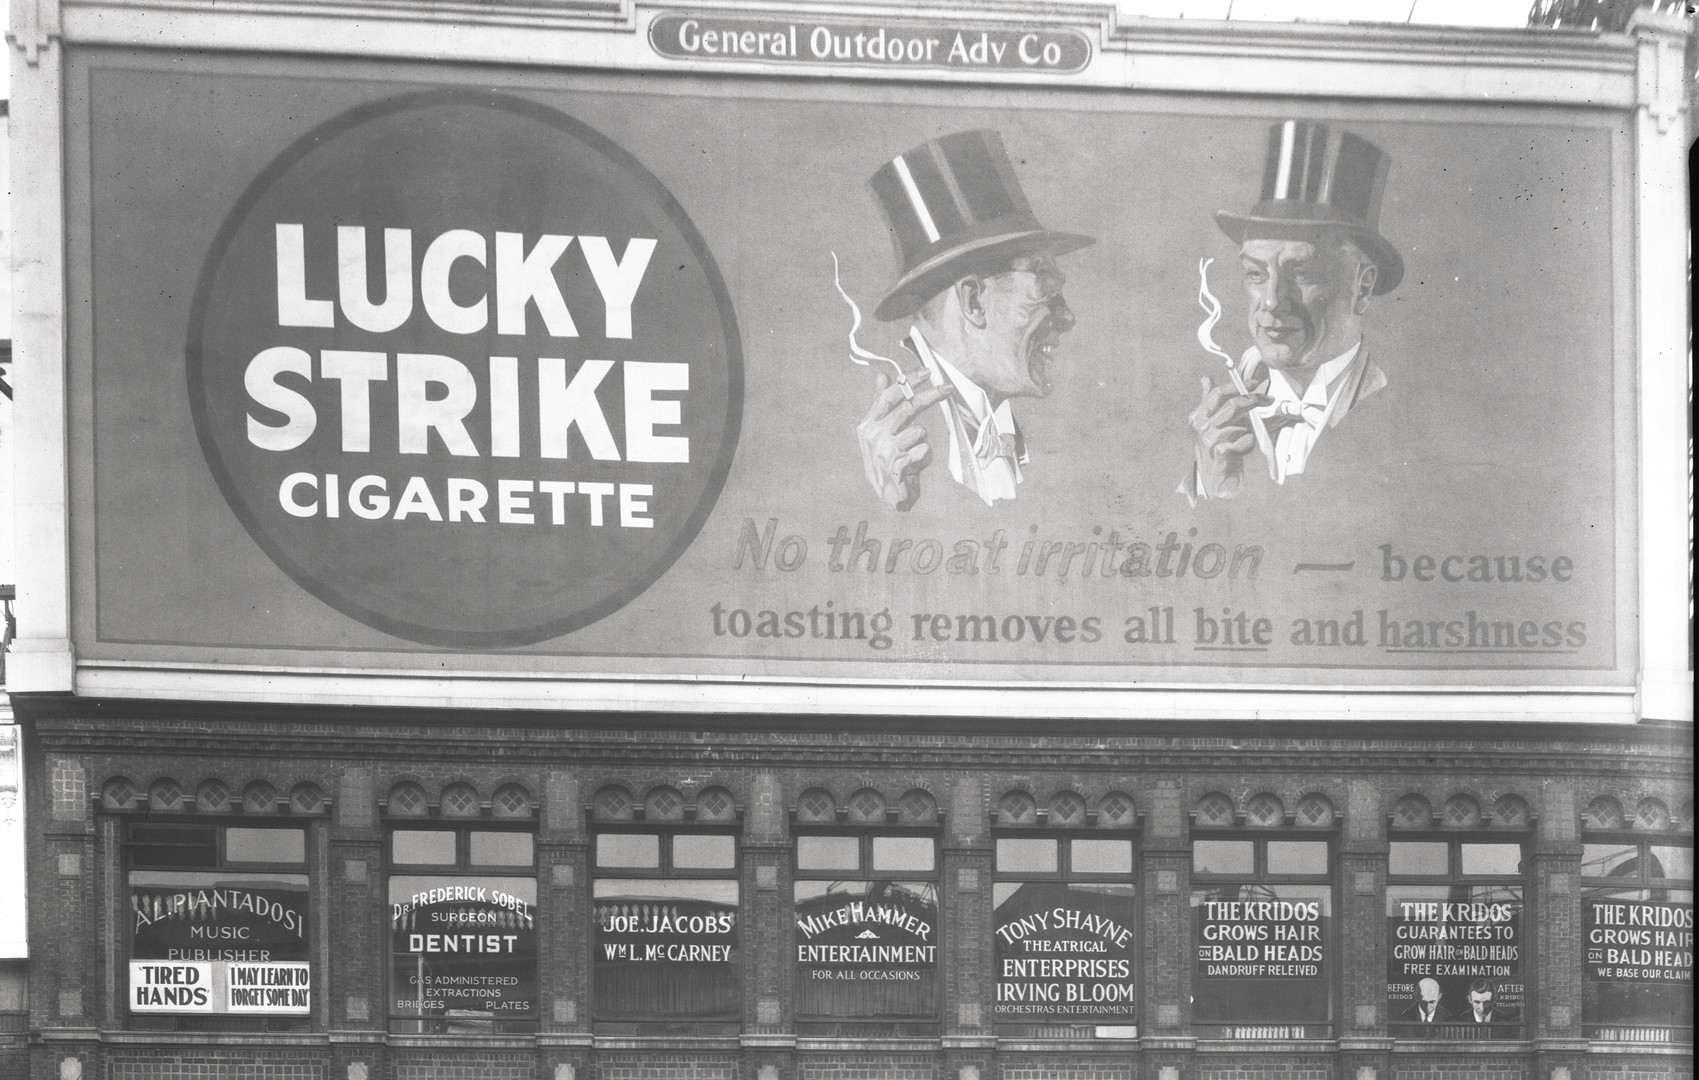 General Outdoor Adv Co
LUCKY
STRIKE
CIGARETTE
No throat irritation — because
toasting removes all bite and harshness
AL. PIANTADOSI
MUSIC
PUBLISHER
"TIRED
HANDS"
I MAY LEARN TO
FORGET SOME DAY
DR. FREDERICK SOBEL
SURGEON
DENTIST
GAS ADMINISTERED
EXTRACTIONS
BRIDGES PLATES
JOE. JACOBS
WM L. MC CARNEY
MIKE HAMMER
ENTERTAINMENT
FOR ALL OCCASIONS
TONY SHAYNE
THEATRICAL
ENTERPRISES
IRVING BLOOM
ORCHESTRAS ENTERTAINMENT
THE KRIDOS
GROWS HAIR
ON BALD HEADS
DANDRUFF RELEIVED
THE KRIDOS
GUARANTEES TO
GROW HAIR ON BALD HEADS
FREE EXAMINATION
BEFORE
KRIDOS
AFTER
KRIDOS
THE KRIDOS
GROWS HAIR
ON BALD HEAD
WE BASE OUR CLAIM